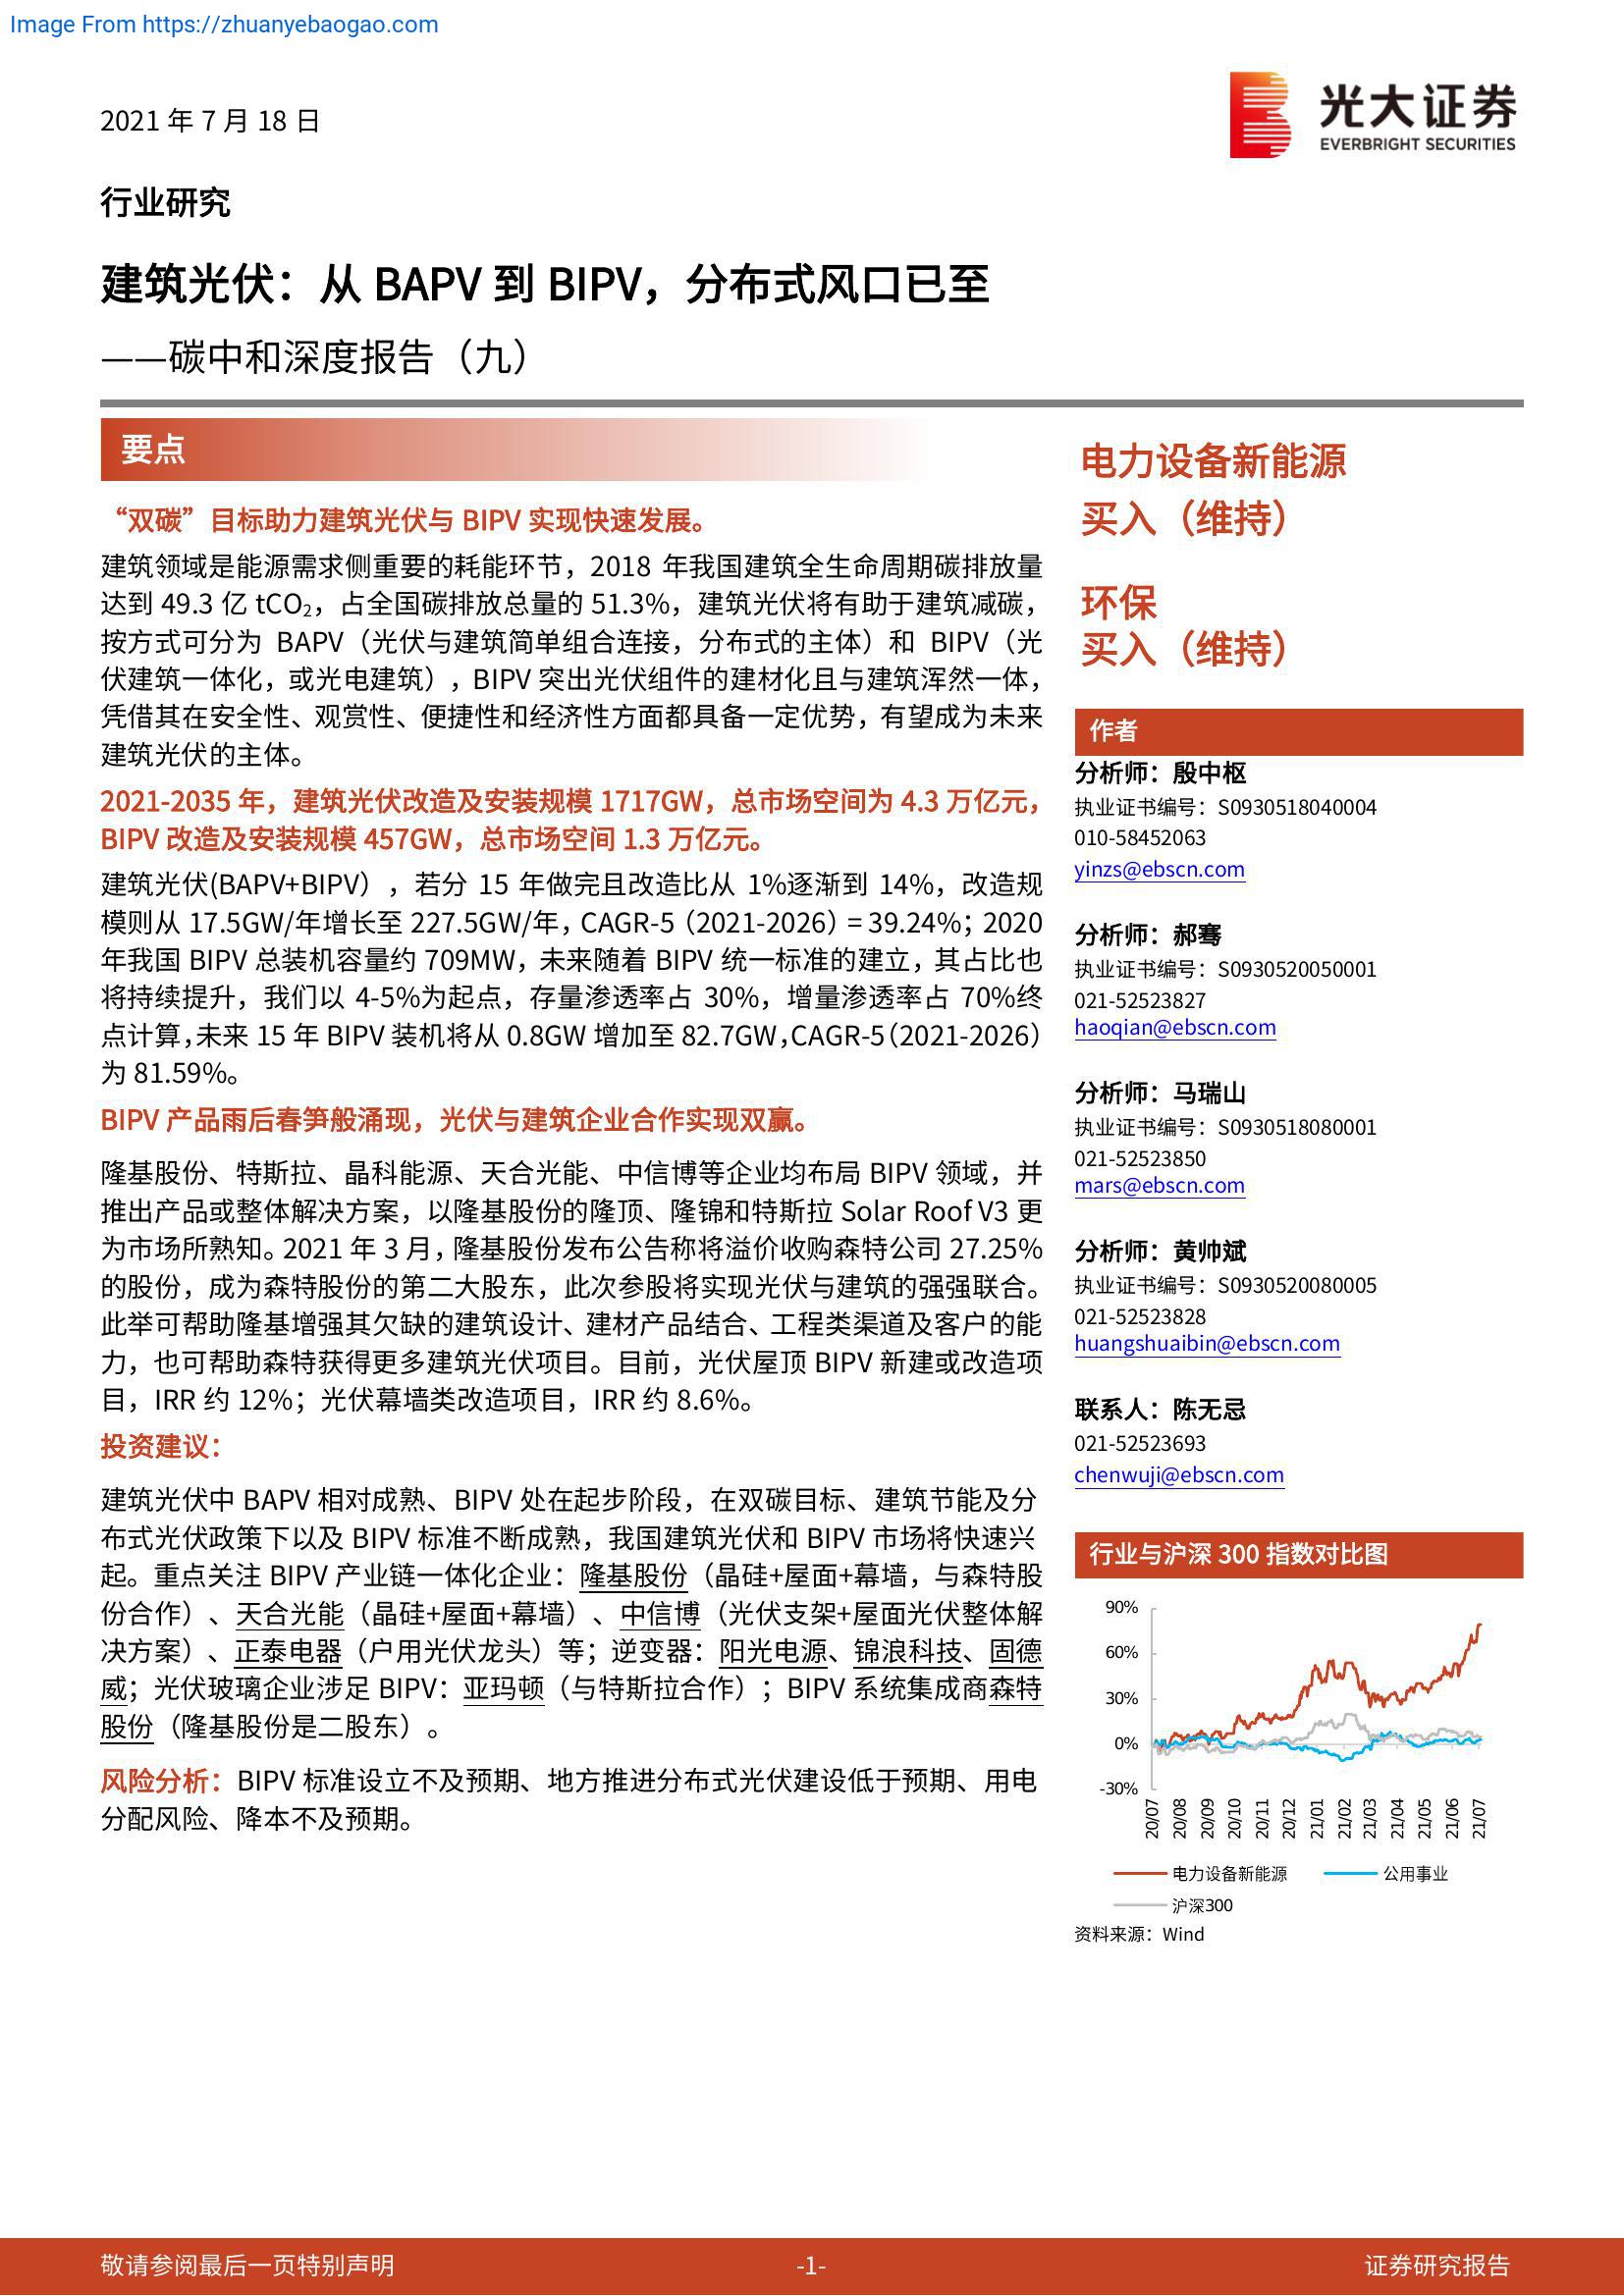 Image From https://zhuanyebaogao.com
2021 年 7 月 18 日
光大证券
EVERBRIGHT SECURITIES
行业研究
建筑光伏：从 BAPV 到 BIPV，分布式风口已至
——碳中和深度报告（九）
要点
“双碳”目标助力建筑光伏与 BIPV 实现快速发展。
建筑领域是能源需求侧重要的耗能环节，2018 年我国建筑全生命周期碳排放量
达到 49.3 亿 tCO₂，占全国碳排放总量的 51.3%，建筑光伏将有助于建筑减碳，
按方式可分为 BAPV（光伏与建筑简单组合连接，分布式的主体）和 BIPV（光
伏建筑一体化，或光电建筑），BIPV 突出光伏组件的建材化且与建筑浑然一体，
凭借其在安全性、观赏性、便捷性和经济性方面都具备一定优势，有望成为未来
建筑光伏的主体。
2021-2035 年，建筑光伏改造及安装规模 1717GW，总市场空间为 4.3 万亿元，
BIPV 改造及安装规模 457GW，总市场空间 1.3 万亿元。
建筑光伏(BAPV+BIPV），若分 15 年做完且改造比从 1%逐渐到 14%，改造规
模则从 17.5GW/年增长至 227.5GW/年，CAGR-5（2021-2026）= 39.24%；2020
年我国 BIPV 总装机容量约 709MW，未来随着 BIPV 统一标准的建立，其占比也
将持续提升，我们以 4-5%为起点，存量渗透率占 30%，增量渗透率占 70%终
点计算，未来 15 年 BIPV 装机将从 0.8GW 增加至 82.7GW，CAGR-5（2021-2026）
为 81.59%。
BIPV 产品雨后春笋般涌现，光伏与建筑企业合作实现双赢。
隆基股份、特斯拉、晶科能源、天合光能、中信博等企业均布局 BIPV 领域，并
推出产品或整体解决方案，以隆基股份的隆顶、隆锦和特斯拉 Solar Roof V3 更
为市场所熟知。2021 年 3 月，隆基股份发布公告称将溢价收购森特公司 27.25%
的股份，成为森特股份的第二大股东，此次参股将实现光伏与建筑的强强联合。
此举可帮助隆基增强其欠缺的建筑设计、建材产品结合、工程类渠道及客户的能
力，也可帮助森特获得更多建筑光伏项目。目前，光伏屋顶 BIPV 新建或改造项
目，IRR 约 12%；光伏幕墙类改造项目，IRR 约 8.6%。
投资建议：
建筑光伏中 BAPV 相对成熟、BIPV 处在起步阶段，在双碳目标、建筑节能及分
布式光伏政策下以及 BIPV 标准不断成熟，我国建筑光伏和 BIPV 市场将快速兴
起。重点关注 BIPV 产业链一体化企业：隆基股份（晶硅+屋面+幕墙，与森特股
份合作）、天合光能（晶硅+屋面+幕墙）、中信博（光伏支架+屋面光伏整体解
决方案）、正泰电器（户用光伏龙头）等；逆变器：阳光电源、锦浪科技、固德
威；光伏玻璃企业涉足 BIPV：亚玛顿（与特斯拉合作）；BIPV 系统集成商森特
股份（隆基股份是二股东）。
风险分析：BIPV 标准设立不及预期、地方推进分布式光伏建设低于预期、用电
分配风险、降本不及预期。
电力设备新能源
买入（维持）
环保
买入（维持）
作者
分析师：殷中枢
执业证书编号：S0930518040004
010-58452063
yinzs@ebscn.com
分析师：郝骞
执业证书编号：S0930520050001
021-52523827
haoqian@ebscn.com
分析师：马瑞山
执业证书编号：S0930518080001
021-52523850
mars@ebscn.com
分析师：黄帅斌
执业证书编号：S0930520080005
021-52523828
huangshuaibin@ebscn.com
联系人：陈无忌
021-52523693
chenwuji@ebscn.com
行业与沪深 300 指数对比图
90%
60%
30%
0%
-30%
20/07 20/08 20/09 20/10 20/11 20/12 21/01 21/02 21/03 21/04 21/05 21/06 21/07
电力设备新能源 公用事业
沪深300
资料来源：Wind
敬请参阅最后一页特别声明 -1- 证券研究报告